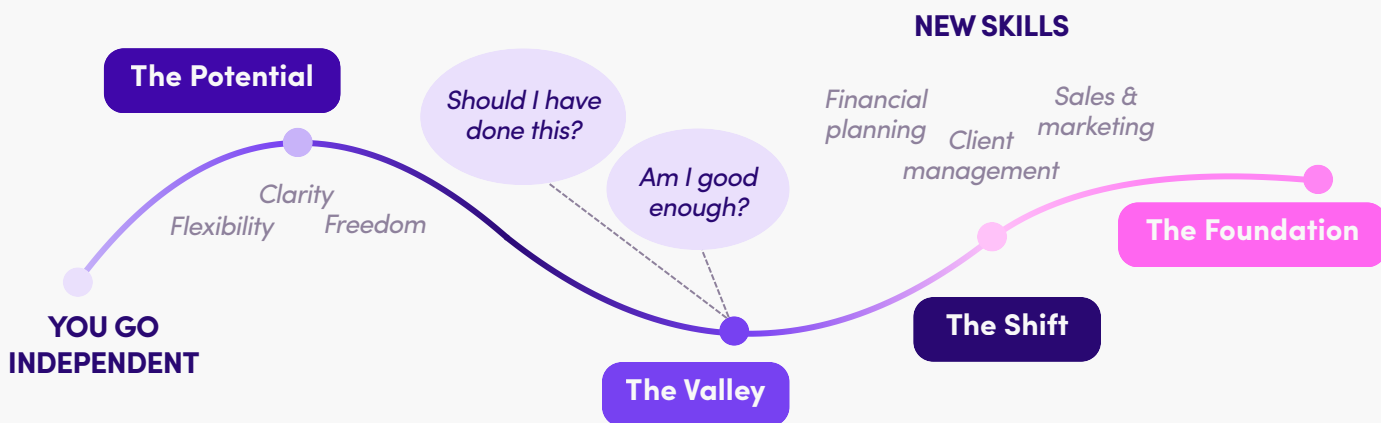 NEW SKILLS
The Potential
Should I have
done this?
Financial
planning
Sales &
marketing
Client
management
Am I good
enough?
Clarity
Flexibility
Freedom
The Foundation
YOU GO
INDEPENDENT
The Shift
The Valley